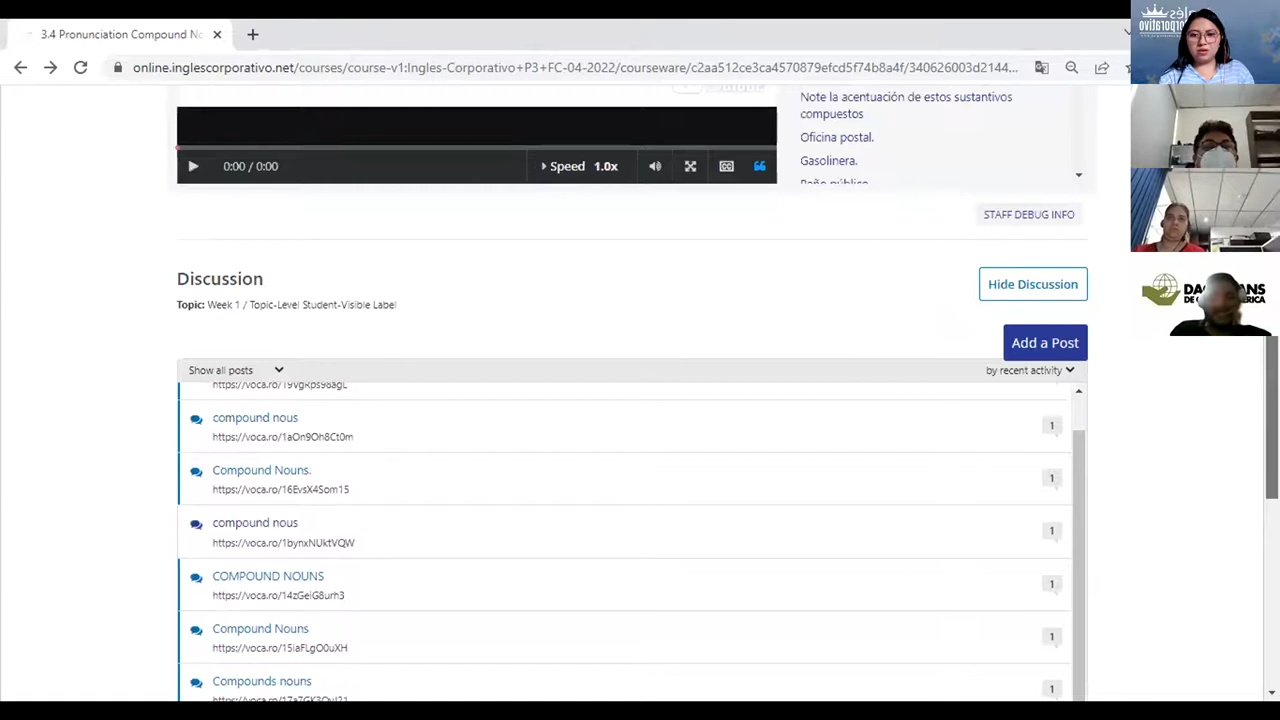 3.4 Pronunciation Compound No
online.inglescorporativo.net/courses/course-v1:Ingles-Corporativo+P3+FC-04-2022/courseware/c2aa512ce3ca4570879efcd5f74b8a4f/340626003d2144...
Note la acentuación de estos sustantivos
compuestos
Oficina postal.
Gasolinera.
Baño público.
0:00 / 0:00
Speed 1.0x
STAFF DEBUG INFO
Discussion
Hide Discussion
Topic: Week 1 / Topic-Level Student-Visible Label
Add a Post
Show all posts
by recent activity
compound nous
https://voca.ro/1aOn9Oh8Ct0m
1
Compound Nouns.
https://voca.ro/16EvsX4Som15
1
compound nous
https://voca.ro/1bynxNUktVQW
1
COMPOUND NOUNS
https://voca.ro/14zGeiG8urh3
1
Compound Nouns
https://voca.ro/15iaFLgO0uXH
1
Compounds nouns
1